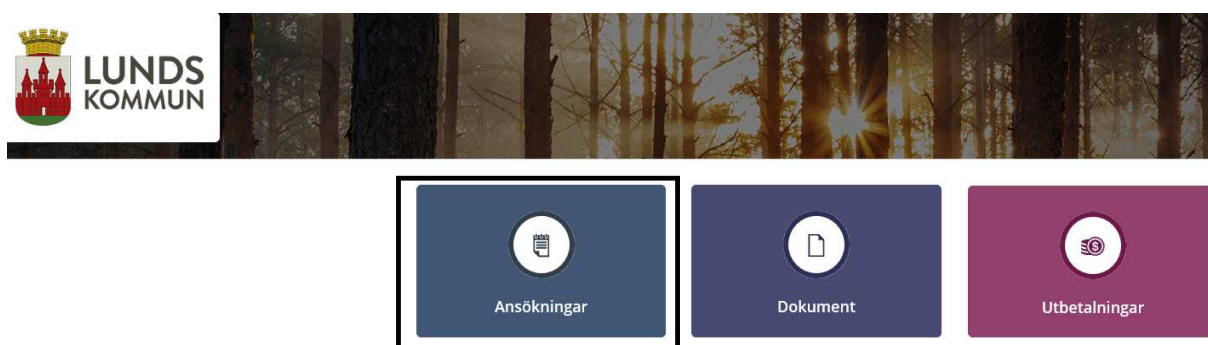 LUNDS
KOMMUN
Ansökningar
Dokument
Utbetalningar